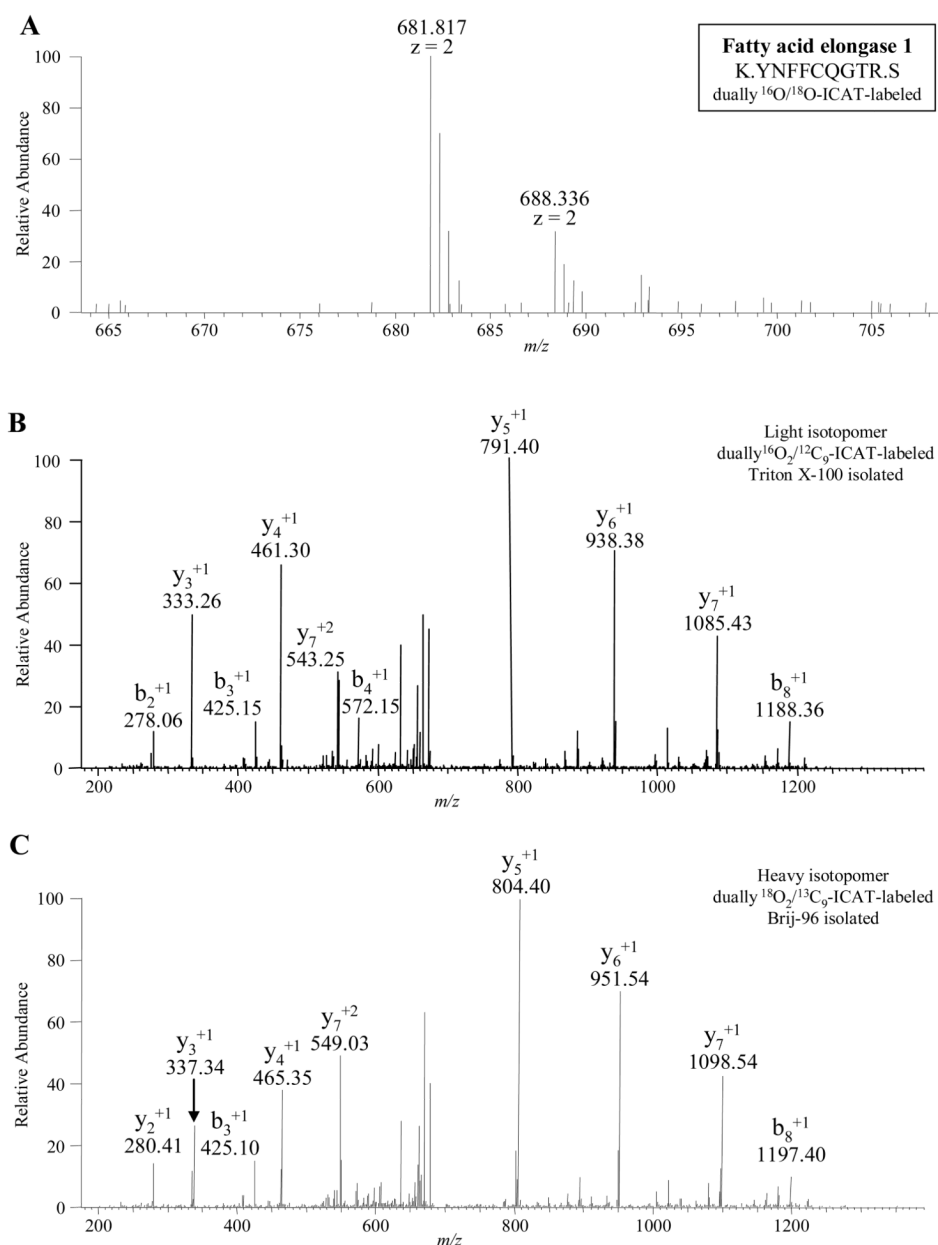 A
681.817
z = 2
688.336
z = 2
Fatty acid elongase 1
K.YNFFCQGTR.S
dually ¹⁶O/¹⁸O-ICAT-labeled
Relative Abundance
100
80
60
40
20
0
665 670 675 680 685 690 695 700 705
m/z
B
y₅⁺¹
791.40
Light isotopomer
dually¹⁶O₂/¹²C₉-ICAT-labeled
Triton X-100 isolated
y₆⁺¹
938.38
y₄⁺¹
461.30
y₃⁺¹
333.26
y₇⁺¹
1085.43
y₇⁺²
543.25
b₂⁺¹
278.06
b₃⁺¹
425.15
b₄⁺¹
572.15
b₈⁺¹
1188.36
Relative Abundance
100
80
60
40
20
0
200 400 600 800 1000 1200
m/z
C
y₅⁺¹
804.40
Heavy isotopomer
dually ¹⁸O₂/¹³C₉-ICAT-labeled
Brij-96 isolated
y₆⁺¹
951.54
y₇⁺²
549.03
y₃⁺¹
337.34
y₄⁺¹
465.35
y₇⁺¹
1098.54
y₂⁺¹
280.41
b₃⁺¹
425.10
b₈⁺¹
1197.40
Relative Abundance
100
80
60
40
20
0
200 400 600 800 1000 1200
m/z